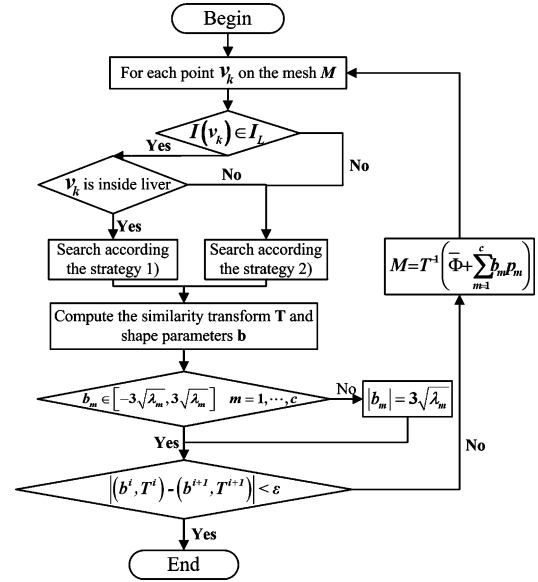 Begin
For each point v_k on the mesh M
I(v_k) ∈ I_L
Yes
No
v_k is inside liver
No
Yes
Search according
the strategy 1)
Search according
the strategy 2)
Compute the similarity transform T and
shape parameters b
M=T^-1(Φ̄+∑_{m=1}^{c} b_m p_m)
b_m ∈ [-3√λ_m, 3√λ_m] m = 1,⋯,c
No
|b_m| = 3√λ_m
Yes
No
|(b^i, T^i) - (b^{i+1}, T^{i+1})| < ε
Yes
End